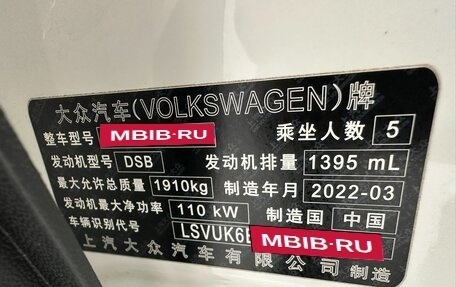 大众汽车(VOLKSWAGEN)牌
整车型号 MBIB·RU 乘坐人数 5
发动机型号 DSB 发动机排量 1395 mL
最大允许总质量 1910kg 制造年月 2022-03
发动机最大净功率 110 kW 制造国 中国
车辆识别代号 LSVUK6 MBIB·RU
上汽大众汽车有限公司 制造